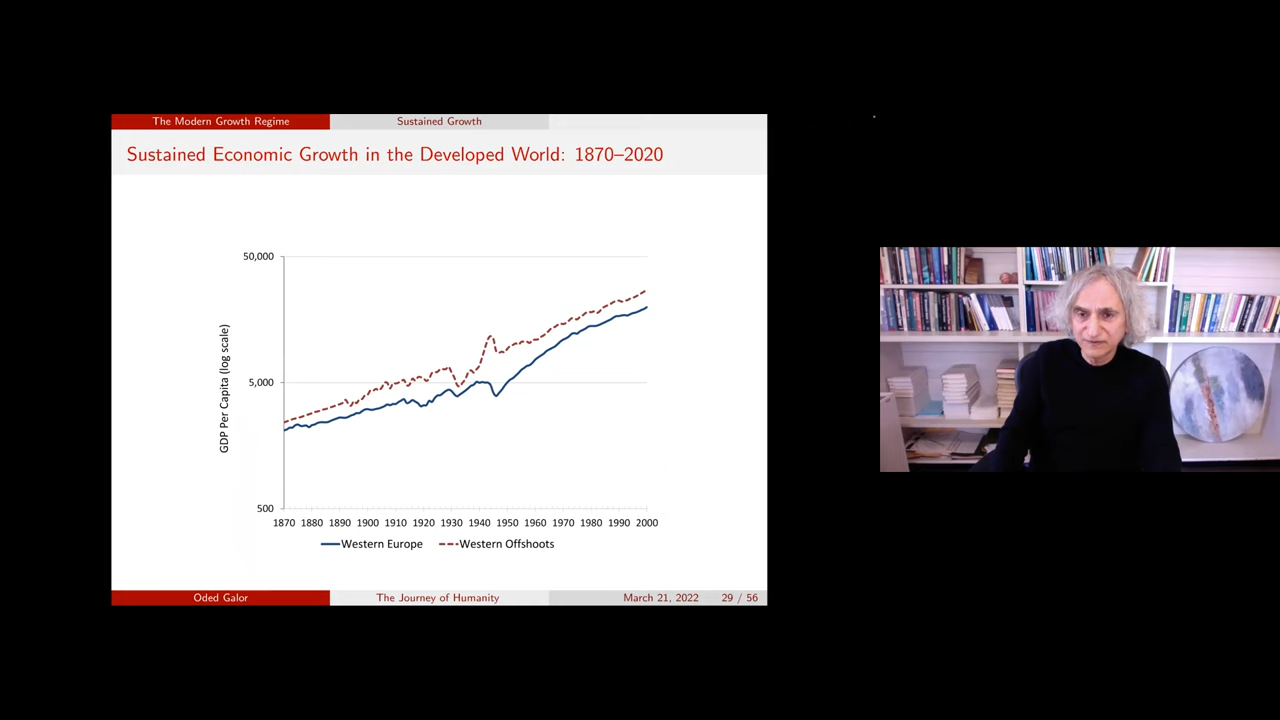 The Modern Growth Regime
Sustained Growth
Sustained Economic Growth in the Developed World: 1870–2020
50,000
5,000
500
GDP Per Capita (log scale)
1870 1880 1890 1900 1910 1920 1930 1940 1950 1960 1970 1980 1990 2000
Western Europe
Western Offshoots
Oded Galor
The Journey of Humanity
March 21, 2022
29 / 56